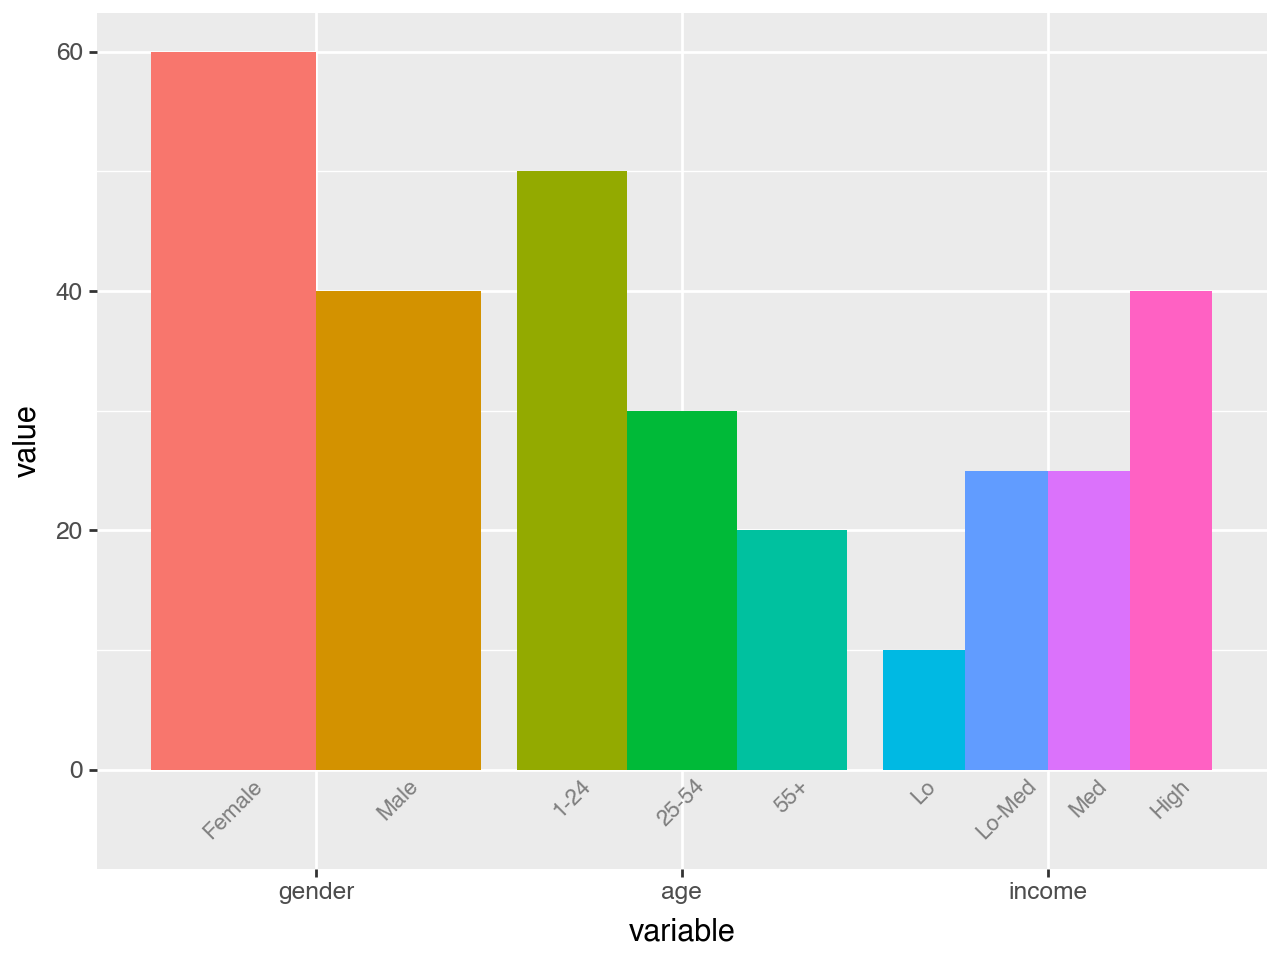 60
40
20
0
value
Female
Male
1-24
25-54
55+
Lo
Lo-Med
Med
High
gender
age
income
variable